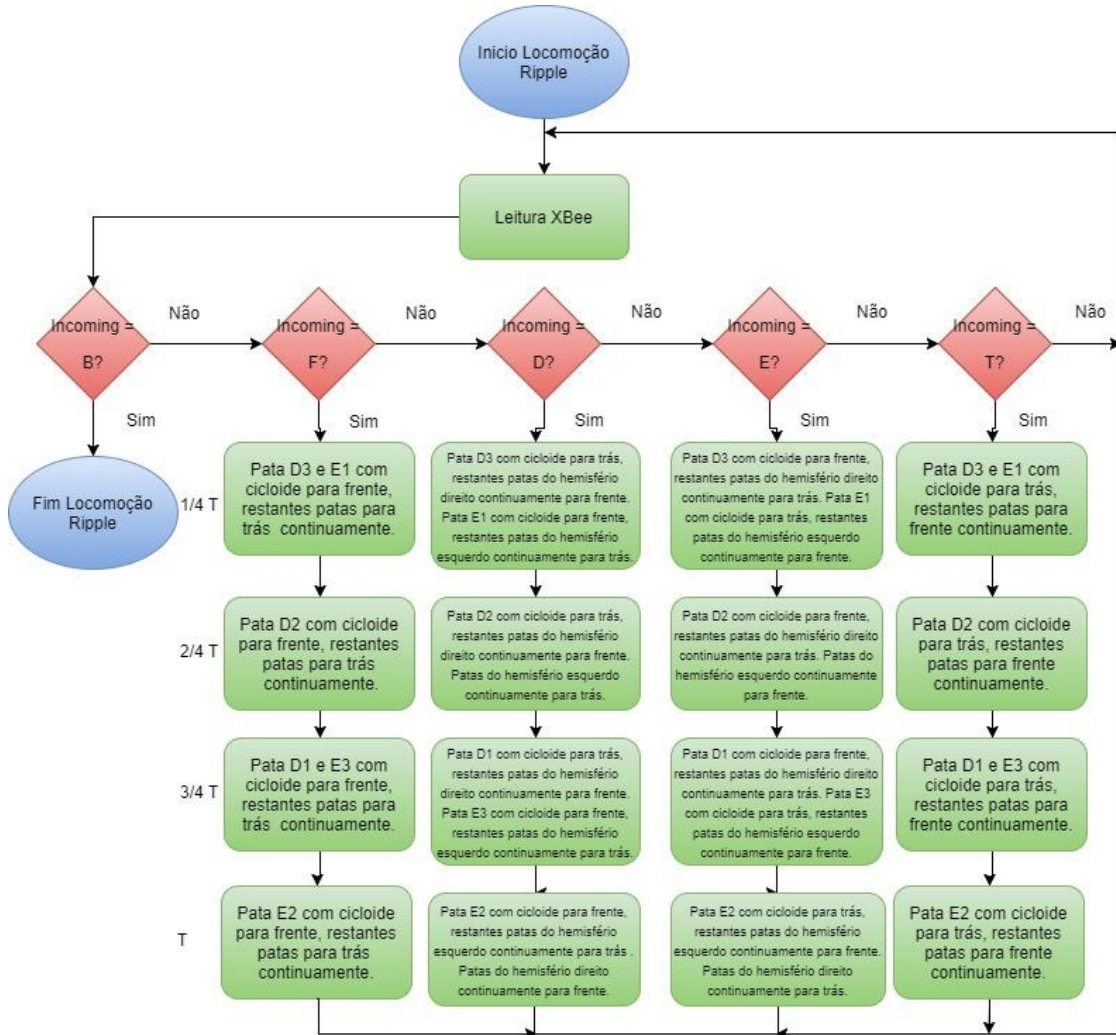 Inicio Locomoção
Ripple
Leitura XBee
Incoming =
B?
Não
Incoming =
F?
Não
Incoming =
D?
Não
Incoming =
E?
Não
Incoming =
T?
Não
Sim
Sim
Sim
Sim
Sim
Fim Locomoção
Ripple
1/4 T
Pata D3 e E1 com
cicloide para frente,
restantes patas para
trás continuamente.
Pata D3 com cicloide para trás,
restantes patas do hemisfério
direito continuamente para frente.
Pata E1 com cicloide para frente,
restantes patas do hemisfério
esquerdo continuamente para trás.
Pata D3 com cicloide para frente,
restantes patas do hemisfério direito
continuamente para trás. Pata E1
com cicloide para trás, restantes
patas do hemisfério esquerdo
continuamente para frente.
Pata D3 e E1 com
cicloide para trás,
restantes patas para
frente continuamente.
2/4 T
Pata D2 com cicloide
para frente, restantes
patas para trás
continuamente.
Pata D2 com cicloide para trás,
restantes patas do hemisfério
direito continuamente para frente.
Patas do hemisfério esquerdo
continuamente para trás.
Pata D2 com cicloide para frente,
restantes patas do hemisfério direito
continuamente para trás. Patas do
hemisfério esquerdo continuamente
para frente.
Pata D2 com cicloide
para trás, restantes
patas para frente
continuamente.
3/4 T
Pata D1 e E3 com
cicloide para frente,
restantes patas para
trás continuamente.
Pata D1 com cicloide para trás,
restantes patas do hemisfério
direito continuamente para frente.
Pata E3 com cicloide para frente,
restantes patas do hemisfério
esquerdo continuamente para trás.
Pata D1 com cicloide para frente,
restantes patas do hemisfério direito
continuamente para trás. Pata E3
com cicloide para trás, restantes
patas do hemisfério esquerdo
continuamente para frente.
Pata D1 e E3 com
cicloide para trás,
restantes patas para
frente continuamente.
T
Pata E2 com cicloide
para frente, restantes
patas para trás
continuamente.
Pata E2 com cicloide para frente,
restantes patas do hemisfério
esquerdo continuamente para trás .
Patas do hemisfério direito
continuamente para frente.
Pata E2 com cicloide para trás,
restantes patas do hemisfério
esquerdo continuamente para frente.
Patas do hemisfério direito
continuamente para trás.
Pata E2 com cicloide
para trás, restantes
patas para frente
continuamente.